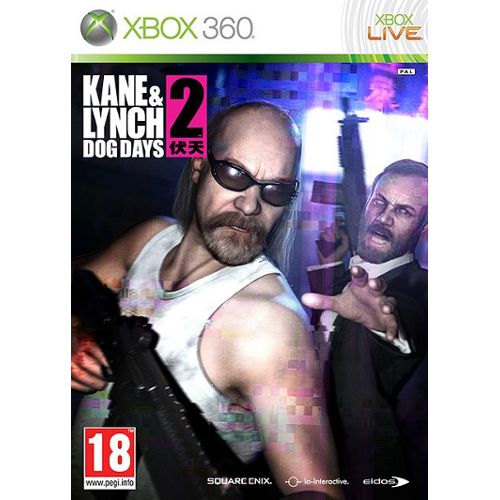 XBOX 360
XBOX
LIVE
PAL
KANE &
LYNCH
DOG DAYS
2
伏天
18
www.pegi.info
SQUARE ENIX.
Io-Interactive.
eidos